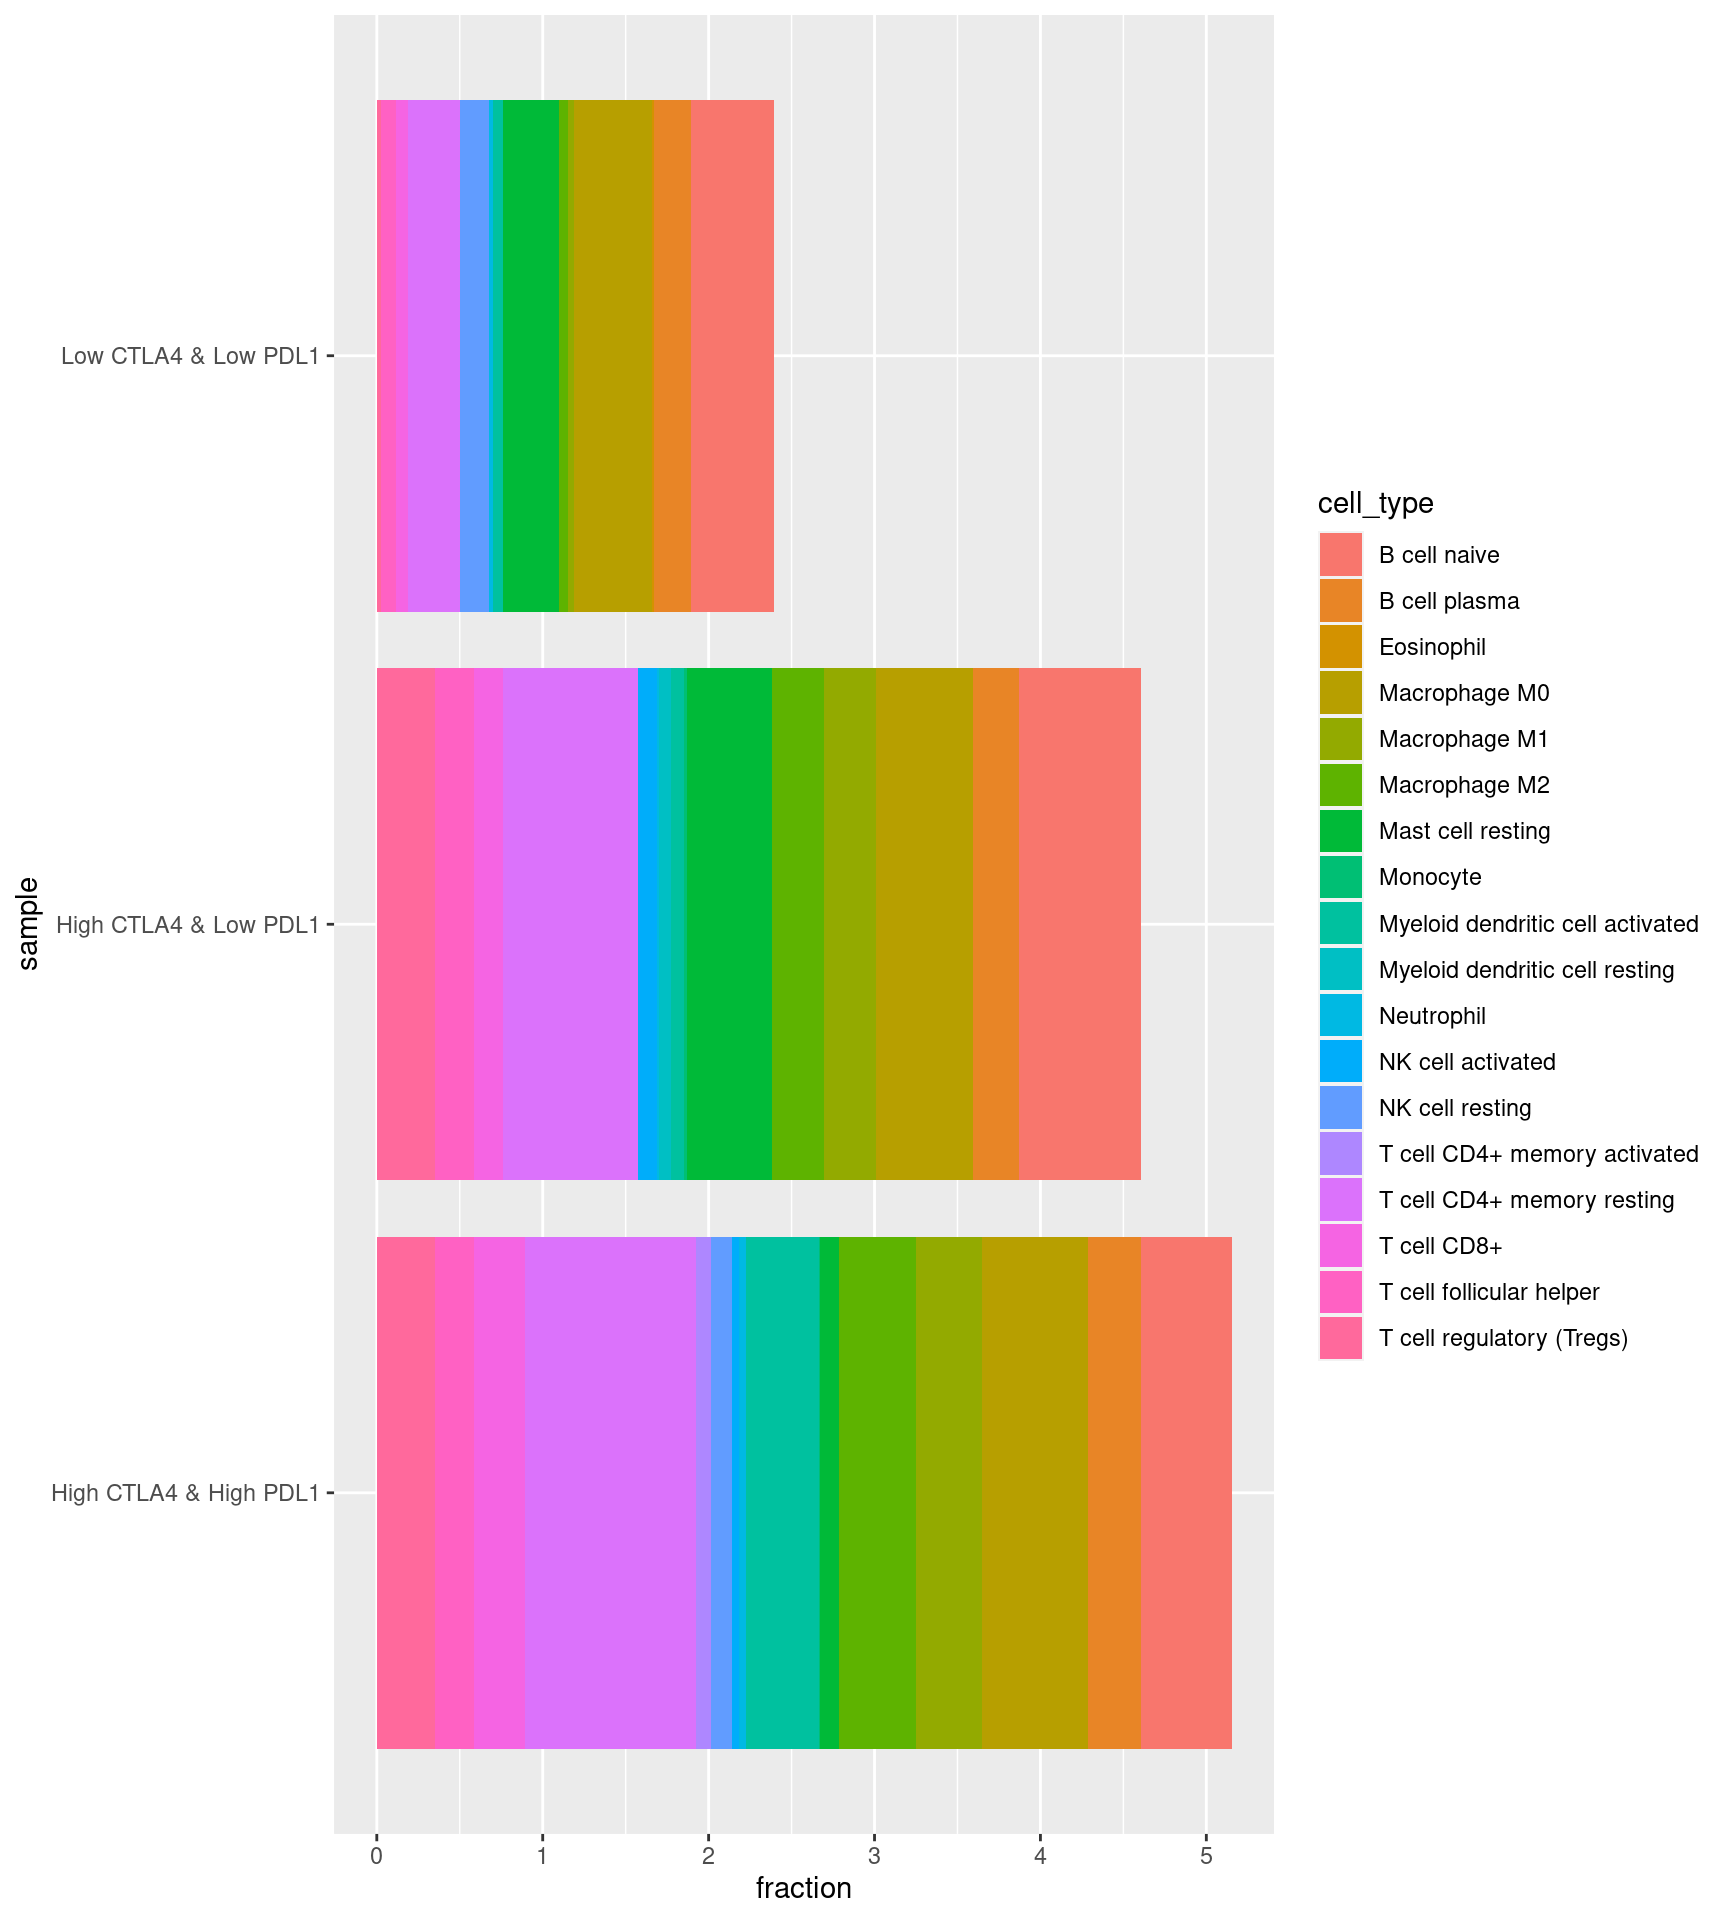 Low CTLA4 & Low PDL1
High CTLA4 & Low PDL1
High CTLA4 & High PDL1
sample
0 1 2 3 4 5
fraction
cell_type
B cell naive
B cell plasma
Eosinophil
Macrophage M0
Macrophage M1
Macrophage M2
Mast cell resting
Monocyte
Myeloid dendritic cell activated
Myeloid dendritic cell resting
Neutrophil
NK cell activated
NK cell resting
T cell CD4+ memory activated
T cell CD4+ memory resting
T cell CD8+
T cell follicular helper
T cell regulatory (Tregs)